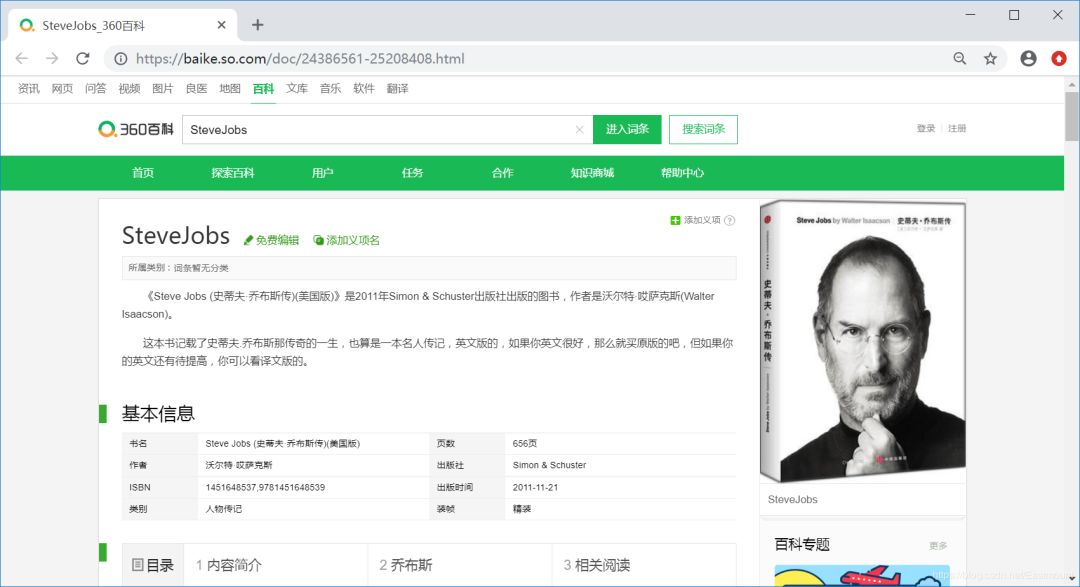 SteveJobs_360百科
https://baike.so.com/doc/24386561-25208408.html
资讯 网页 问答 视频 图片 良医 地图 百科 文库 音乐 软件 翻译
360百科 SteveJobs 进入词条 搜索词条 登录 注册
首页 探索百科 用户 任务 合作 知识商城 帮助中心
添加义项
SteveJobs 免费编辑 添加义项名
所属类别：词条暂无分类
《Steve Jobs (史蒂夫·乔布斯传)(美国版)》是2011年Simon & Schuster出版社出版的图书，作者是沃尔特·哎萨克斯(Walter
Isaacson)。
这本书记载了史蒂夫.乔布斯那传奇的一生，也算是一本名人传记，英文版的，如果你英文很好，那么就买原版的吧，但如果你
的英文还有待提高，你可以看译文版的。
基本信息
书名 Steve Jobs (史蒂夫·乔布斯传)(美国版) 页数 656页
作者 沃尔特·哎萨克斯 出版社 Simon & Schuster
ISBN 1451648537,9781451648539 出版时间 2011-11-21
类别 人物传记 装帧 精装
目录 1 内容简介 2 乔布斯 3 相关阅读
Steve Jobs by Walter Isaacson 史蒂夫·乔布斯传
史蒂夫·乔布斯传
SteveJobs
百科专题 更多